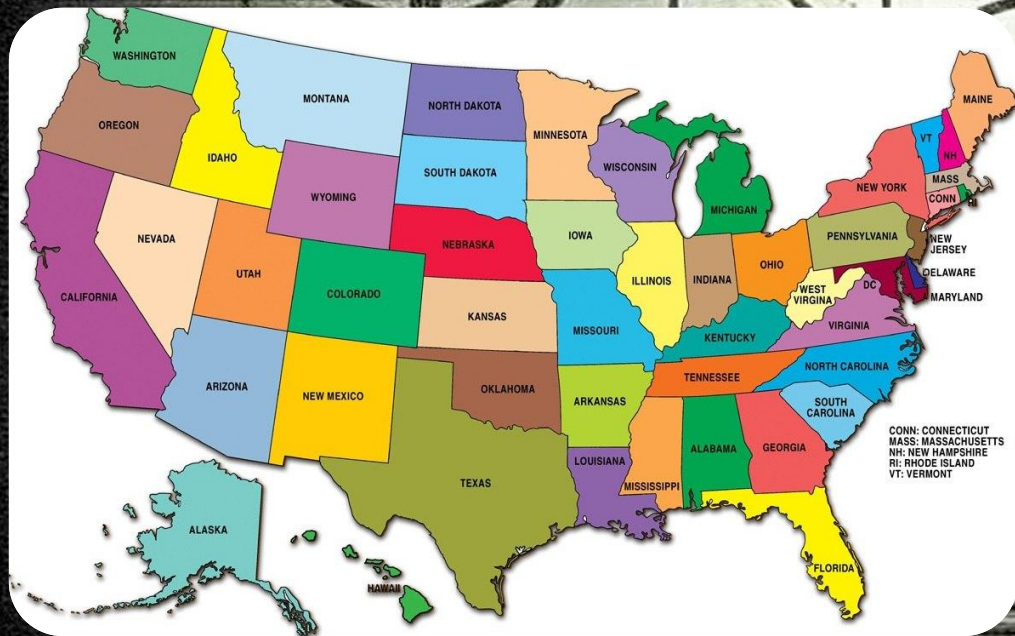 WASHINGTON
MONTANA
NORTH DAKOTA
MINNESOTA
MAINE
OREGON
IDAHO
SOUTH DAKOTA
WISCONSIN
VT
NH
WYOMING
MICHIGAN
NEW YORK
MASS
CONN
RI
NEVADA
NEBRASKA
IOWA
PENNSYLVANIA
NEW
JERSEY
UTAH
COLORADO
ILLINOIS
INDIANA
OHIO
DELAWARE
DC
WEST
VIRGINA
MARYLAND
CALIFORNIA
KANSAS
MISSOURI
KENTUCKY
VIRGINIA
ARIZONA
NEW MEXICO
OKLAHOMA
ARKANSAS
TENNESSEE
NORTH CAROLINA
SOUTH
CAROLINA
TEXAS
LOUISIANA
MISSISSIPPI
ALABAMA
GEORGIA
CONN: CONNECTICUT
MASS: MASSACHUSETTS
NH: NEW HAMPSHIRE
RI: RHODE ISLAND
VT: VERMONT
ALASKA
HAWAII
FLORIDA